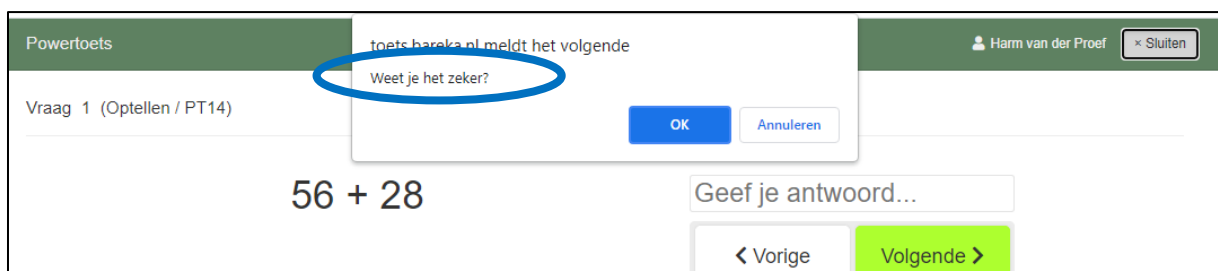 Powertoets
toets.bareka.nl meldt het volgende
Harm van der Proef
× Sluiten
Weet je het zeker?
Vraag 1 (Optellen / PT14)
OK
Annuleren
56 + 28
Geef je antwoord...
Vorige
Volgende